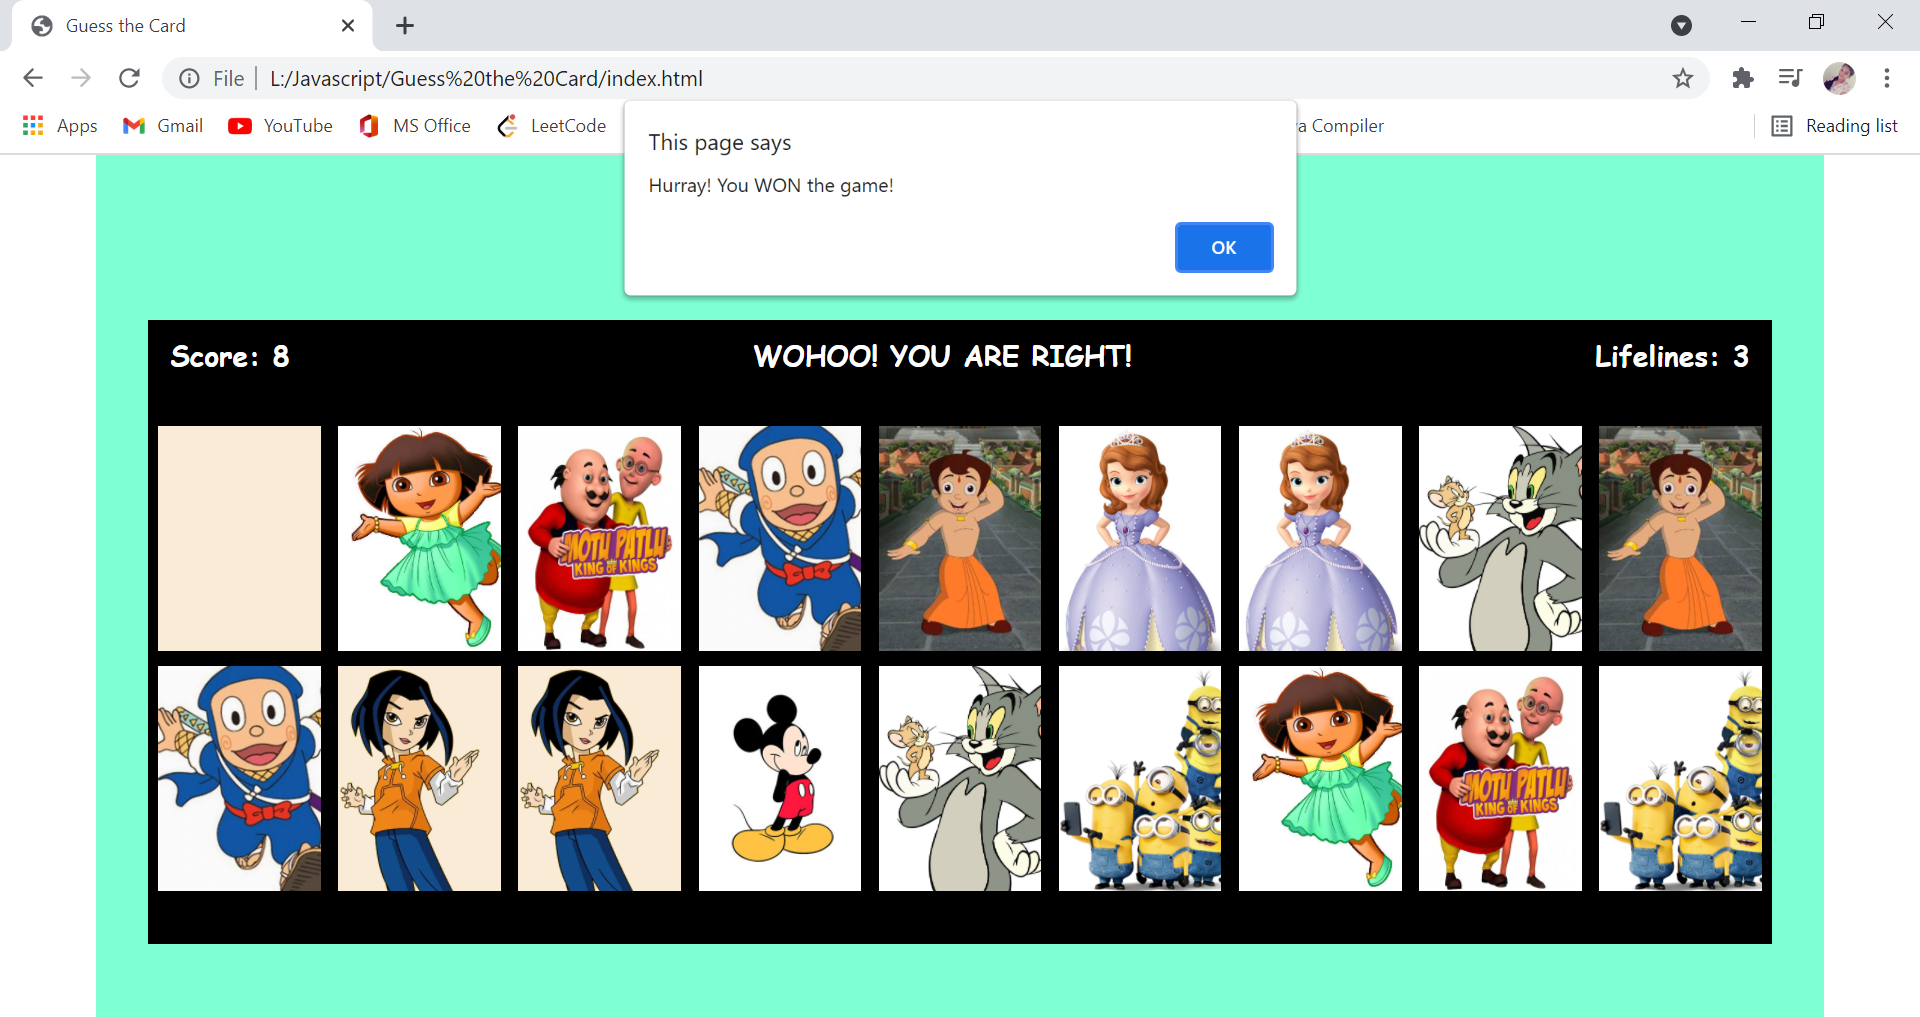 Guess the Card
File L:/Javascript/Guess%20the%20Card/index.html
Apps Gmail YouTube MS Office LeetCode Compiler Reading list
This page says
Hurray! You WON the game!
OK
Score: 8 WOHOO! YOU ARE RIGHT! Lifelines: 3
MOTU PATLU
KING OF KINGS
MOTU PATLU
KING OF KINGS